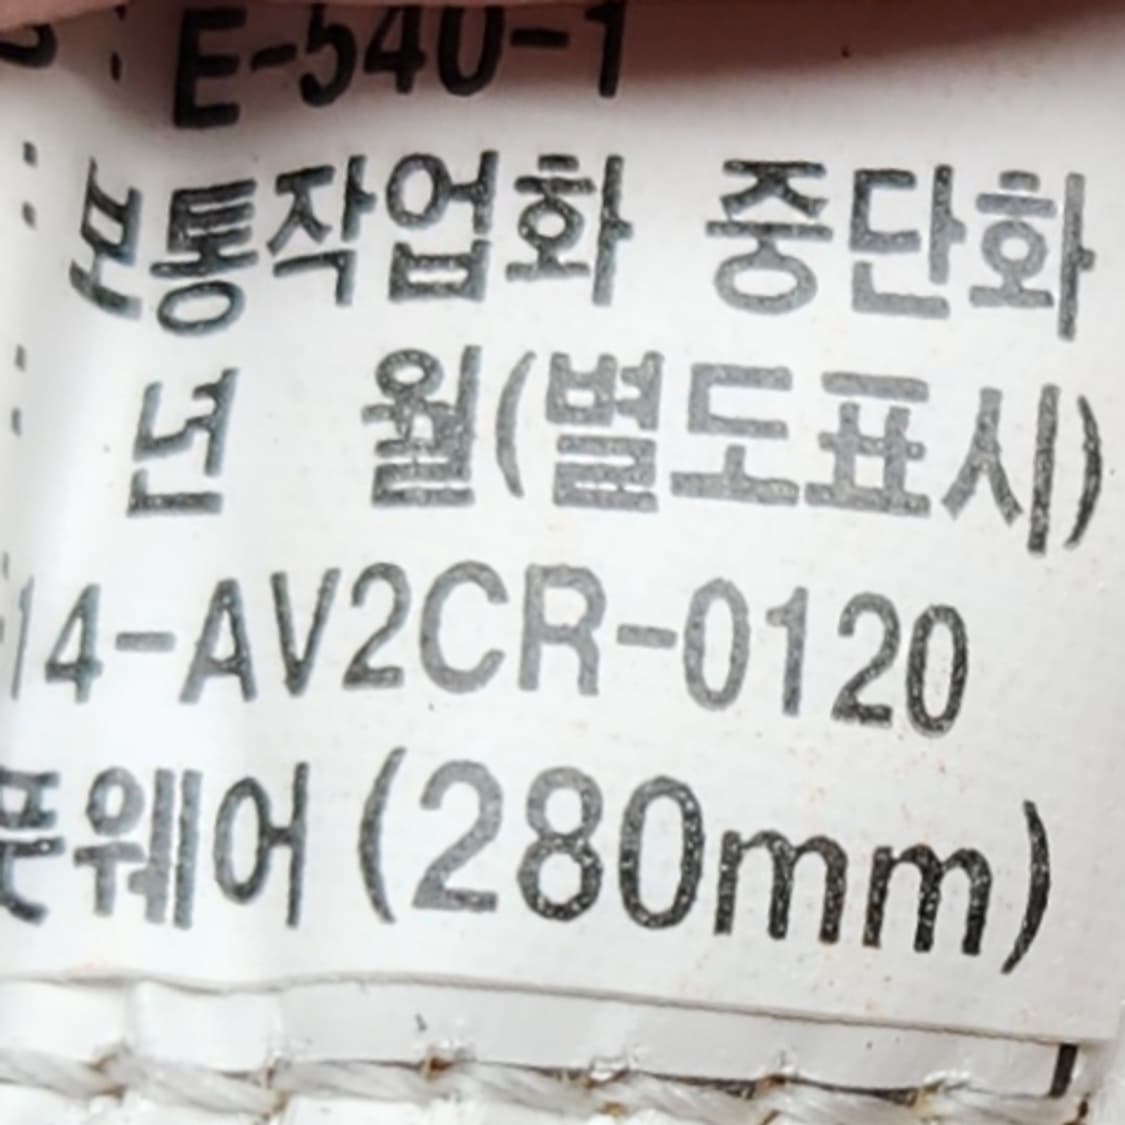 : E-540-1
: 보통작업화 중단화
: 년 월(별도표시)
14-AV2CR-0120
풋웨어 (280mm)